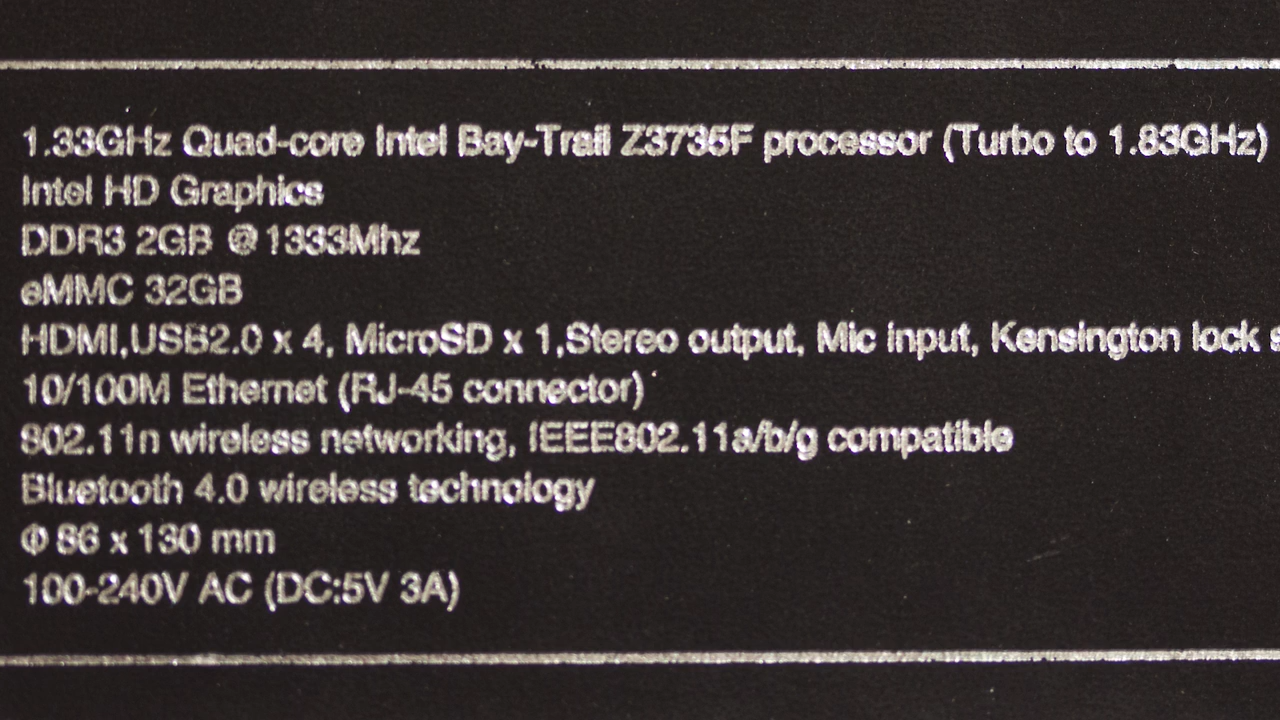 1.33GHz Quad-core Intel Bay-Trail Z3735F processor (Turbo to 1.83GHz)
Intel HD Graphics
DDR3 2GB @1333Mhz
eMMC 32GB
HDMI,USB2.0 x 4, MicroSD x 1,Stereo output, Mic input, Kensington lock
10/100M Ethernet (RJ-45 connector)
802.11n wireless networking, IEEE802.11a/b/g compatible
Bluetooth 4.0 wireless technology
Φ 86 x 130 mm
100-240V AC (DC:5V 3A)